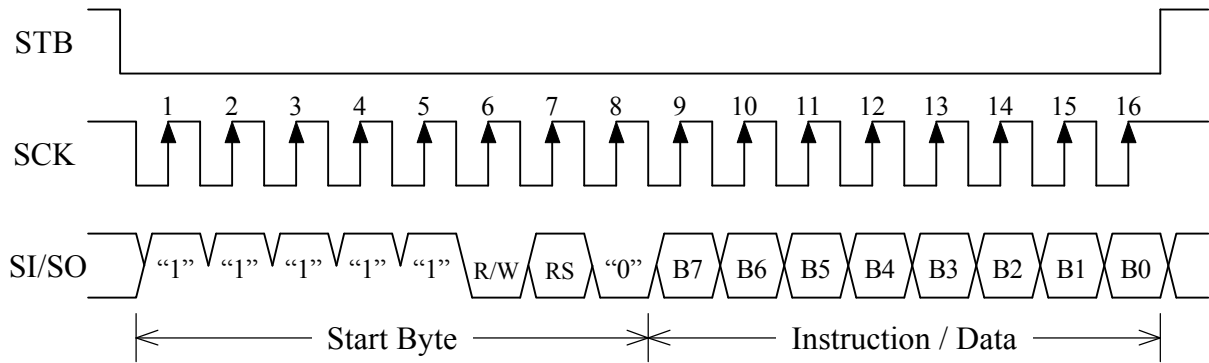 STB
1 2 3 4 5 6 7 8 9 10 11 12 13 14 15 16
SCK
SI/SO “1” “1” “1” “1” “1” R/W RS “0” B7 B6 B5 B4 B3 B2 B1 B0
Start Byte Instruction / Data